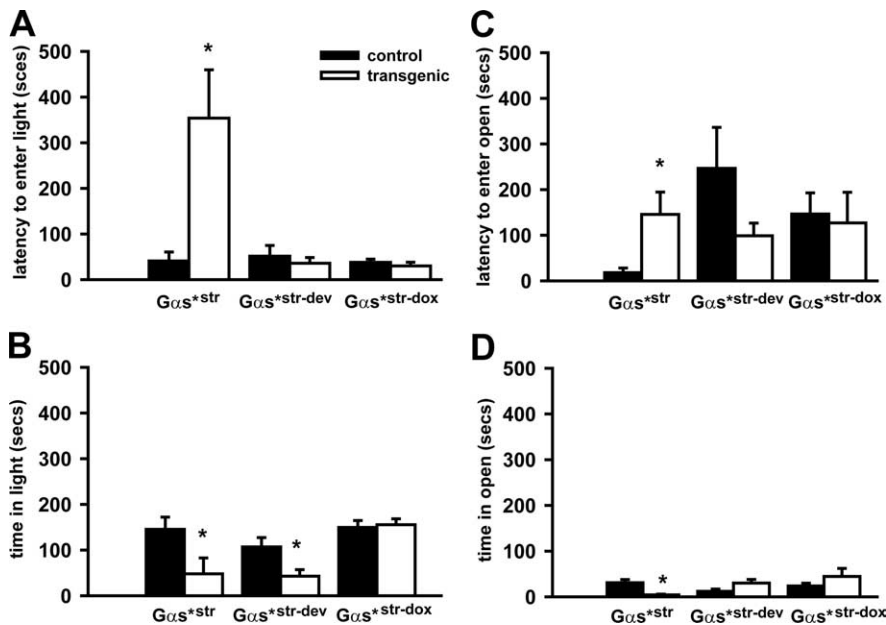 A
latency to enter light (sces)
500
400
300
200
100
0
*
control
transgenic
Gαs*str
Gαs*str-dev
Gαs*str-dox
C
latency to enter open (secs)
500
400
300
200
100
0
*
Gαs*str
Gαs*str-dev
Gαs*str-dox
B
time in light (secs)
500
400
300
200
100
0
*
*
Gαs*str
Gαs*str-dev
Gαs*str-dox
D
time in open (secs)
500
400
300
200
100
0
*
Gαs*str
Gαs*str-dev
Gαs*str-dox